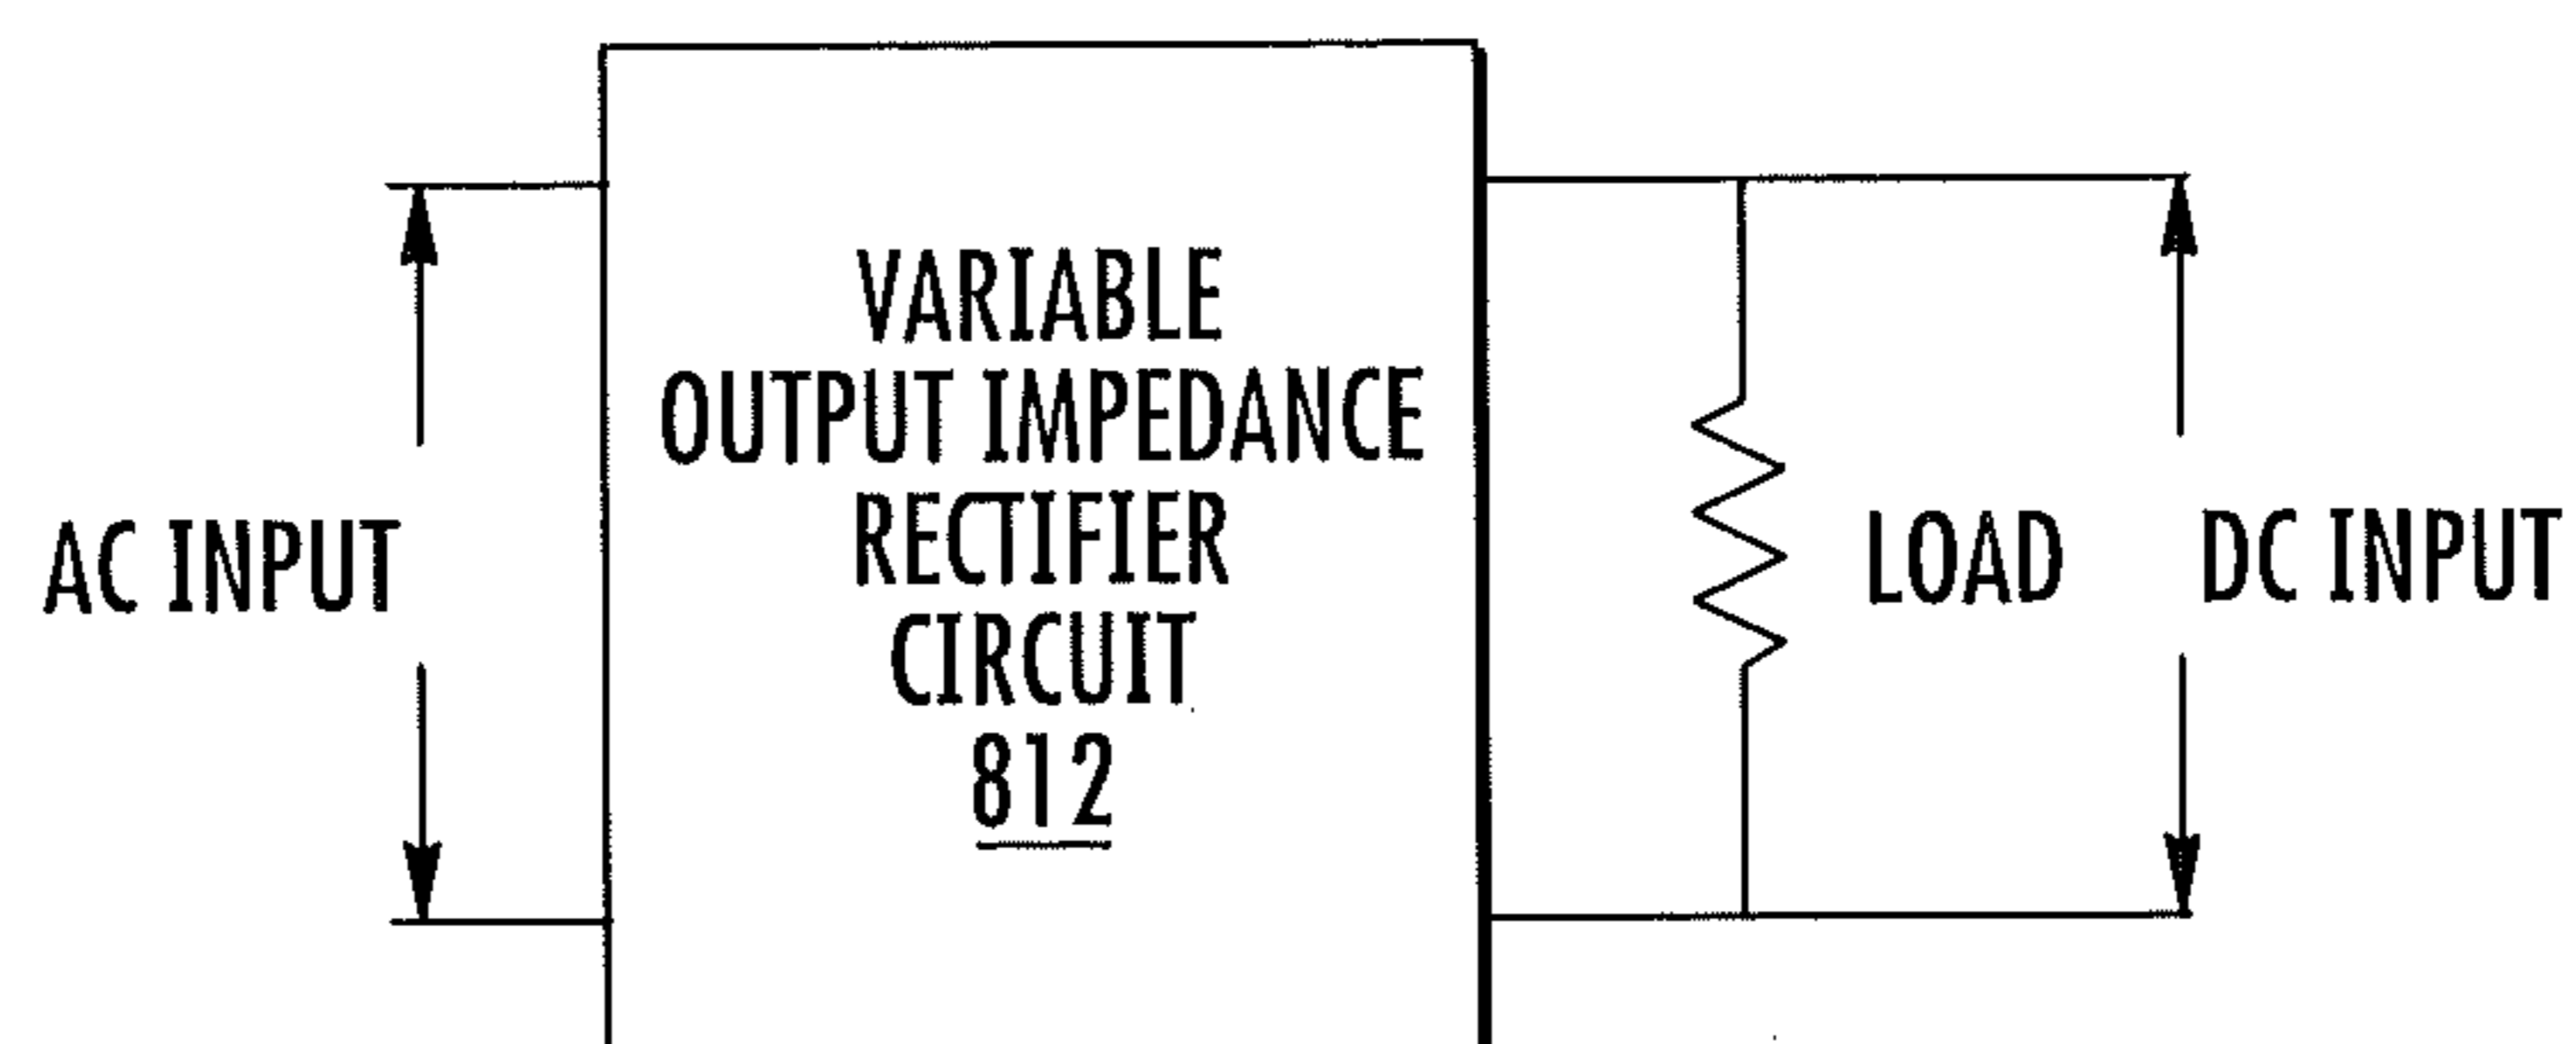 AC INPUT
VARIABLE
OUTPUT IMPEDANCE
RECTIFIER
CIRCUIT
812
LOAD
DC INPUT